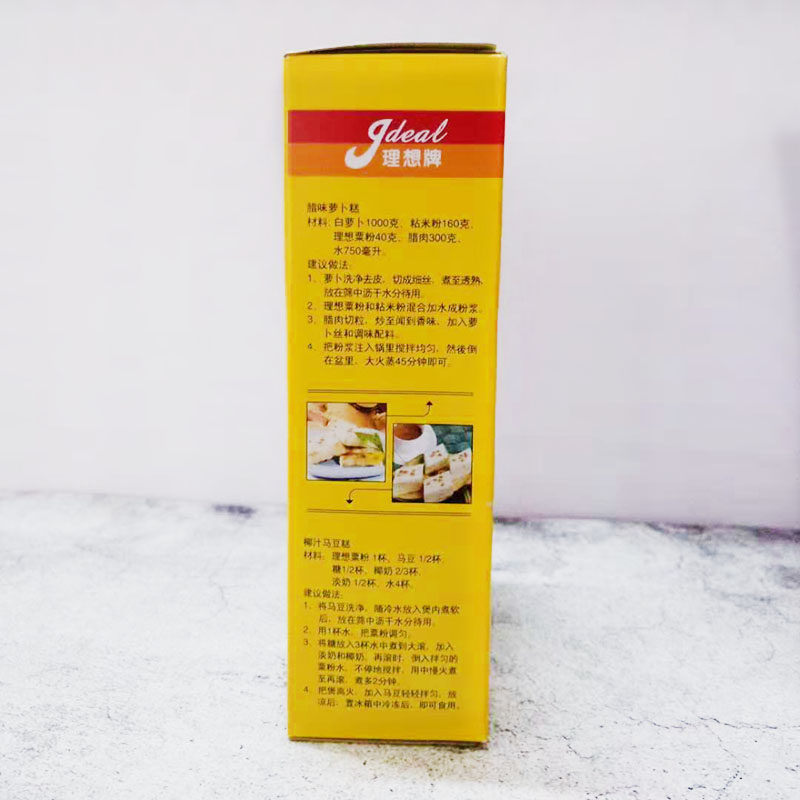 Ideal
理想牌
腊味萝卜糕
材料: 白萝卜1000克、粘米粉160克、
理想粟粉40克、腊肉300克、
水750毫升。
建议做法:
1、萝卜洗净去皮, 切成细丝, 煮至透熟,
放在筛中沥干水分待用。
2、理想粟粉和粘米粉混合加水成粉浆。
3、腊肉切粒, 炒至闻到香味, 加入萝
卜丝和调味配料。
4、把粉浆注入锅里搅拌均匀, 然後倒
在盆里, 大火蒸45分钟即可。
椰汁马豆糕
材料: 理想粟粉 1杯、马豆 1/2杯、
糖1/2杯、椰奶 2/3杯、
淡奶 1/2杯、水4杯。
建议做法:
1、将马豆洗净, 随冷水放入煲内煮软
后, 放在筛中沥干水分待用。
2、用1杯水, 把粟粉调匀。
3、将糖放入3杯水中煮到大滚, 加入
淡奶和椰奶, 再滚时, 倒入拌匀的
粟粉水, 不停地搅拌, 用中慢火煮
至再滚, 煮多2分钟。
4、把煲离火, 加入马豆轻轻拌匀, 放
凉后, 置冰箱中冷冻后, 即可食用。